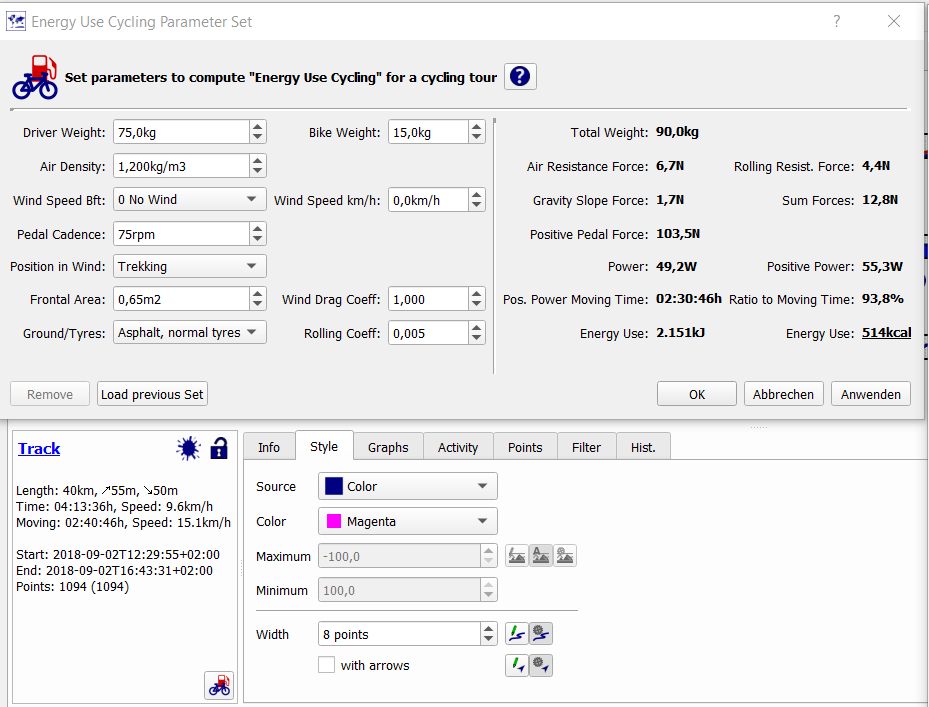 Energy Use Cycling Parameter Set ?
Set parameters to compute "Energy Use Cycling" for a cycling tour ?
Driver Weight: 75,0kg Bike Weight: 15,0kg Total Weight: 90,0kg
Air Density: 1,200kg/m3 Air Resistance Force: 6,7N Rolling Resist. Force: 4,4N
Wind Speed Bft: 0 No Wind Wind Speed km/h: 0,0km/h Gravity Slope Force: 1,7N Sum Forces: 12,8N
Pedal Cadence: 75rpm Positive Pedal Force: 103,5N
Position in Wind: Trekking Power: 49,2W Positive Power: 55,3W
Frontal Area: 0,65m2 Wind Drag Coeff: 1,000 Pos. Power Moving Time: 02:30:46h Ratio to Moving Time: 93,8%
Ground/Tyres: Asphalt, normal tyres Rolling Coeff: 0,005 Energy Use: 2.151kJ Energy Use: 514kcal
Remove Load previous Set OK Abbrechen Anwenden
Track
Length: 40km, ↗55m, ↘50m
Time: 04:13:36h, Speed: 9.6km/h
Moving: 02:40:46h, Speed: 15.1km/h
Start: 2018-09-02T12:29:55+02:00
End: 2018-09-02T16:43:31+02:00
Points: 1094 (1094)
Info Style Graphs Activity Points Filter Hist.
Source Color
Color Magenta
Maximum -100,0 A
Minimum 100,0
Width 8 points
with arrows